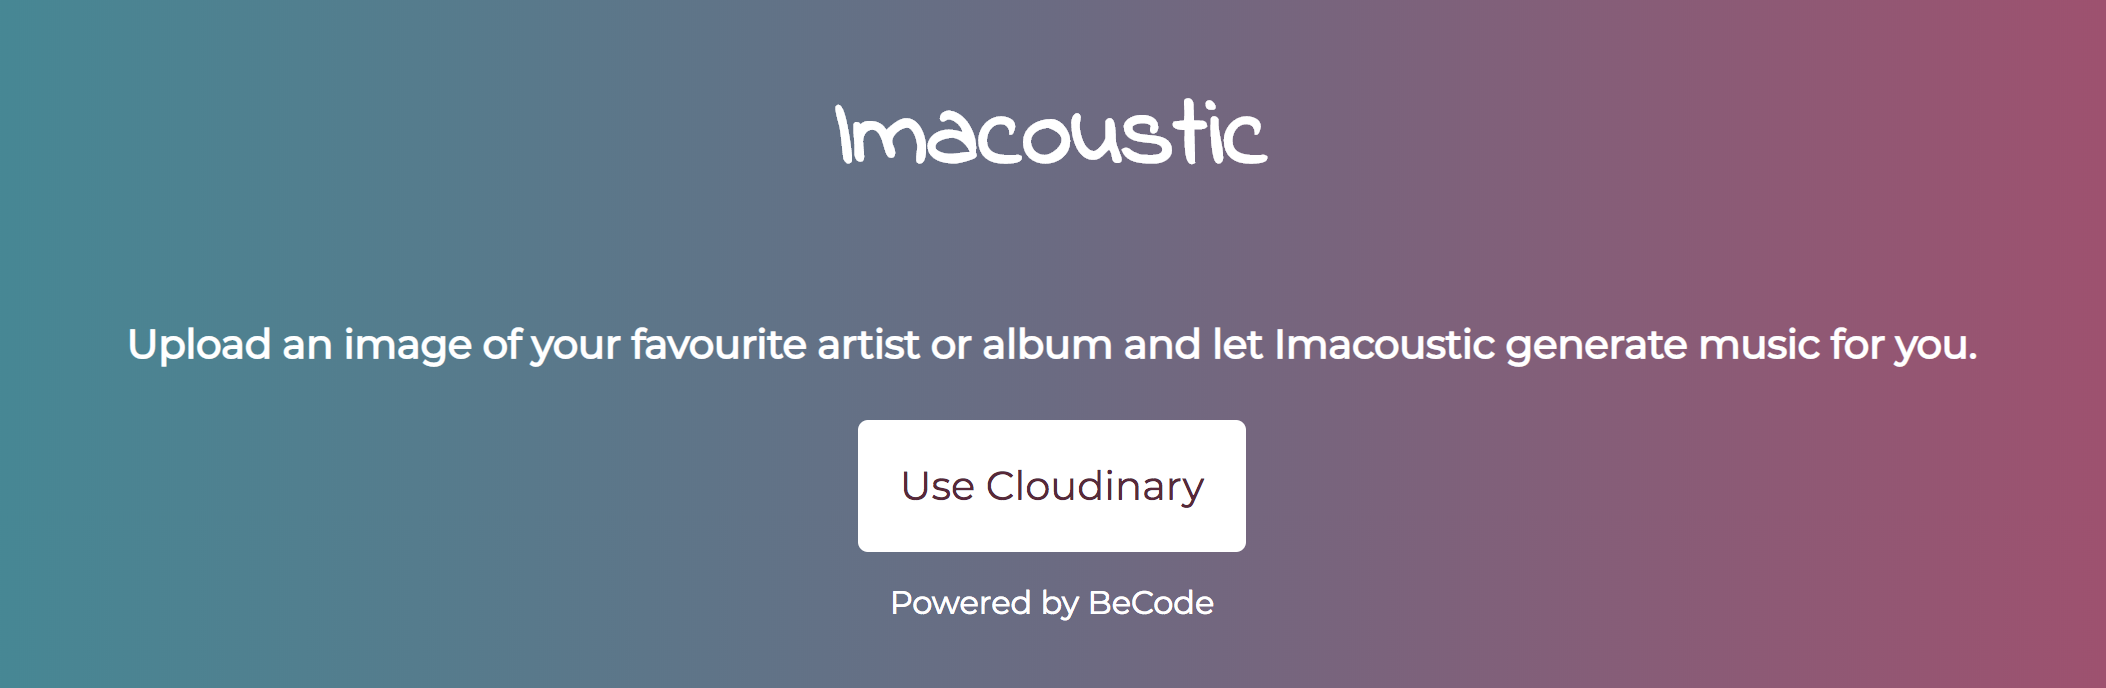 Imacoustic
Upload an image of your favourite artist or album and let Imacoustic generate music for you.
Use Cloudinary
Powered by BeCode